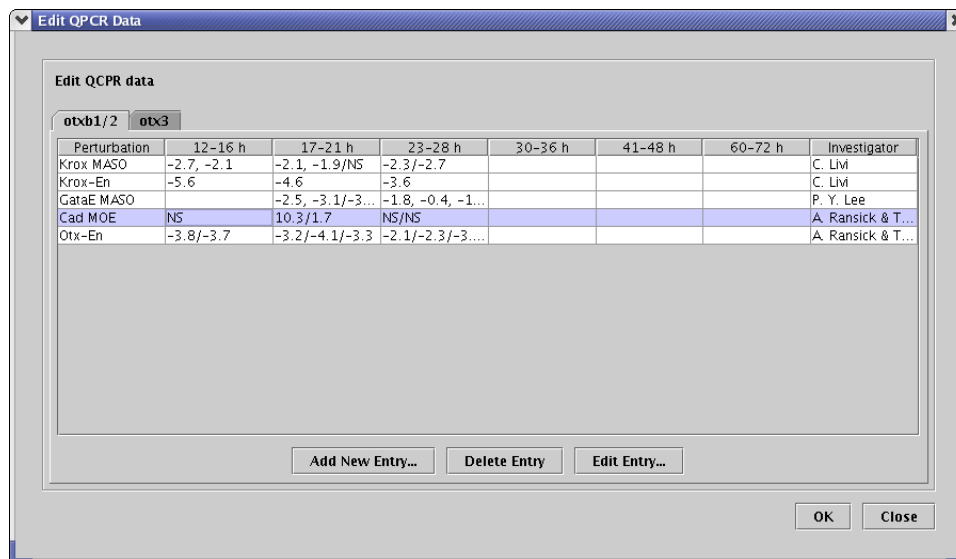 Edit QPCR Data
Edit QCPR data
otxb1/2 otx3
Perturbation 12-16 h 17-21 h 23-28 h 30-36 h 41-48 h 60-72 h Investigator
Krox MASO -2.7, -2.1 -2.1, -1.9/NS -2.3/-2.7 C. Livi
Krox-En -5.6 -4.6 -3.6 C. Livi
GataE MASO -2.5, -3.1/-3... -1.8, -0.4, -1... P. Y. Lee
Cad MOE NS 10.3/1.7 NS/NS A. Ransick & T...
Otx-En -3.8/-3.7 -3.2/-4.1/-3.3 -2.1/-2.3/-3.... A. Ransick & T...
Add New Entry... Delete Entry Edit Entry...
OK Close